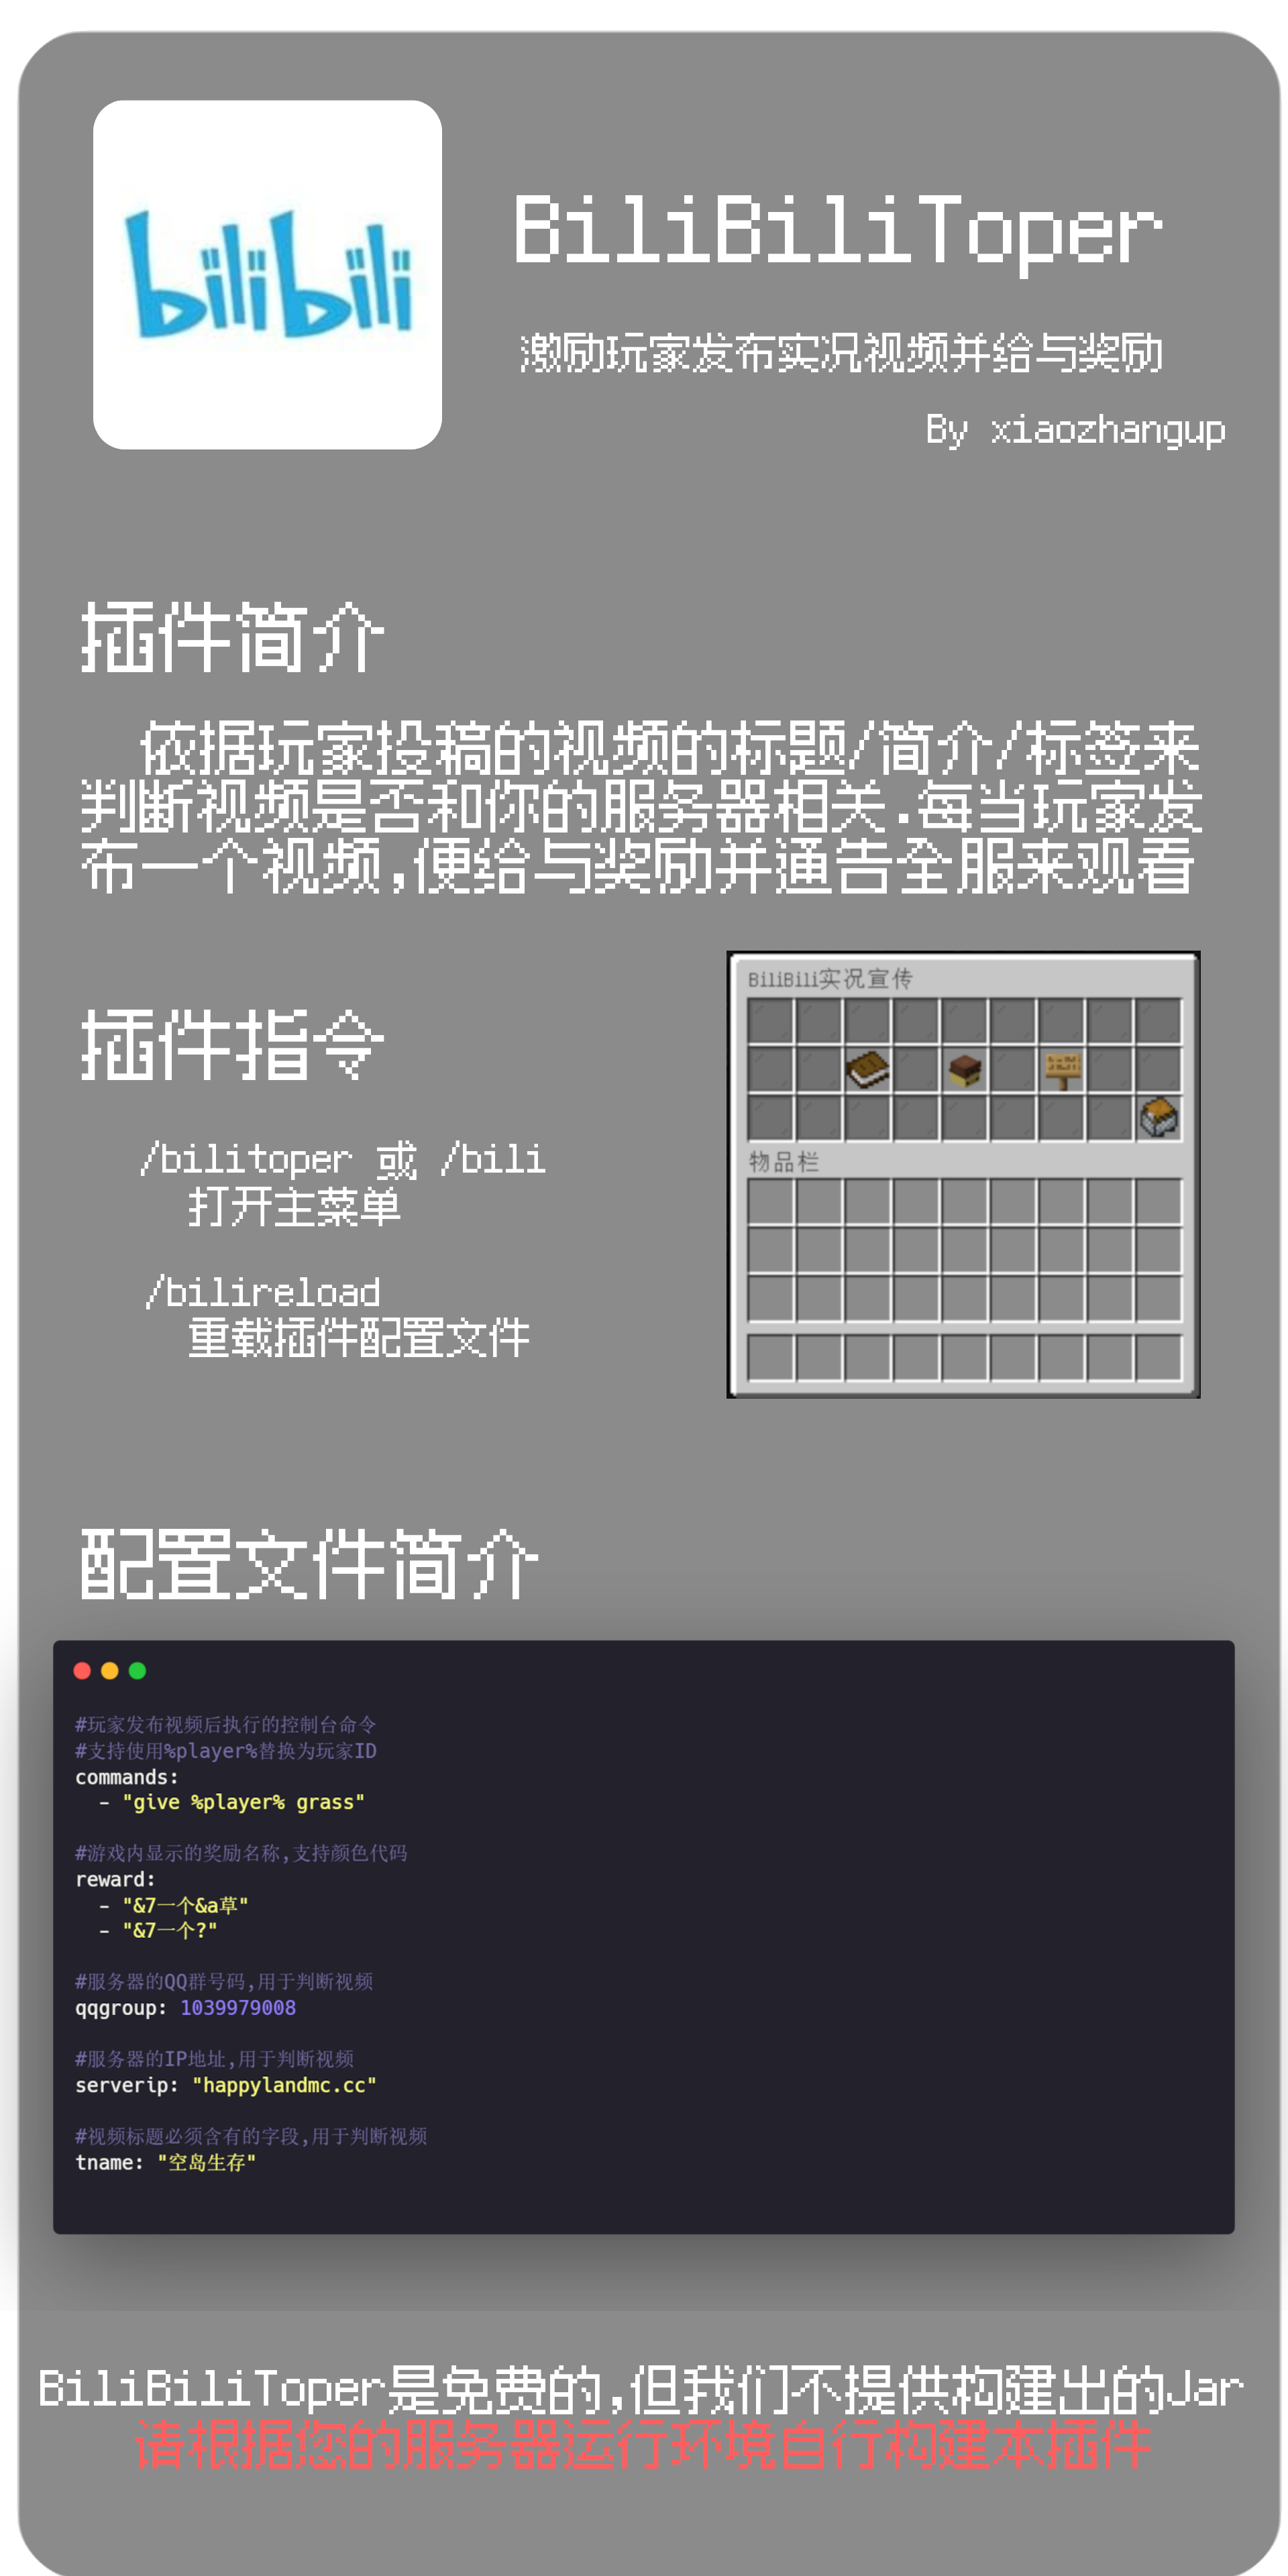 bilibili
BiliBiliToper
激励玩家发布实况视频并给与奖励
By xiaozhangup
插件简介
依据玩家投稿的视频的标题/简介/标签来
判断视频是否和你的服务器相关.每当玩家发
布一个视频,便给与奖励并通告全服来观看
插件指令
/bilitoper 或 /bili
打开主菜单
/bilireload
重载插件配置文件
BiliBili实况宣传
物品栏
配置文件简介
#玩家发布视频后执行的控制台命令
#支持使用%player%替换为玩家ID
commands:
  - "give %player% grass"
#游戏内显示的奖励名称,支持颜色代码
reward:
  - "&7一个&a草"
  - "&7一个?"
#服务器的QQ群号码,用于判断视频
qqgroup: 1039979008
#服务器的IP地址,用于判断视频
serverip: "happylandmc.cc"
#视频标题必须含有的字段,用于判断视频
tname: "空岛生存"
BiliBiliToper是免费的,但我们不提供构建出的Jar
请根据您的服务器运行环境自行构建本插件